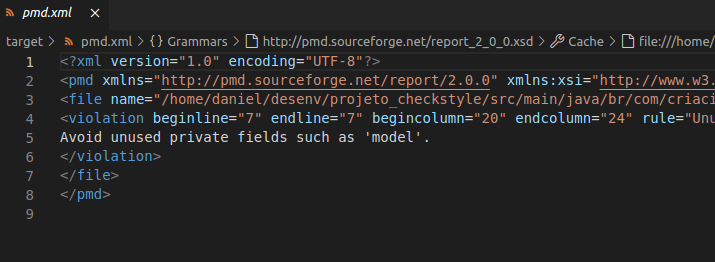 pmd.xml ×
target > pmd.xml > {} Grammars > http://pmd.sourceforge.net/report_2_0_0.xsd > Cache > file:///home/
1 <?xml version="1.0" encoding="UTF-8"?>
2 <pmd xmlns="http://pmd.sourceforge.net/report/2.0.0" xmlns:xsi="http://www.w3.
3 <file name="/home/daniel/desenv/projeto_checkstyle/src/main/java/br/com/criaci
4 <violation beginline="7" endline="7" begincolumn="20" endcolumn="24" rule="Unu
5 Avoid unused private fields such as 'model'.
6 </violation>
7 </file>
8 </pmd>
9